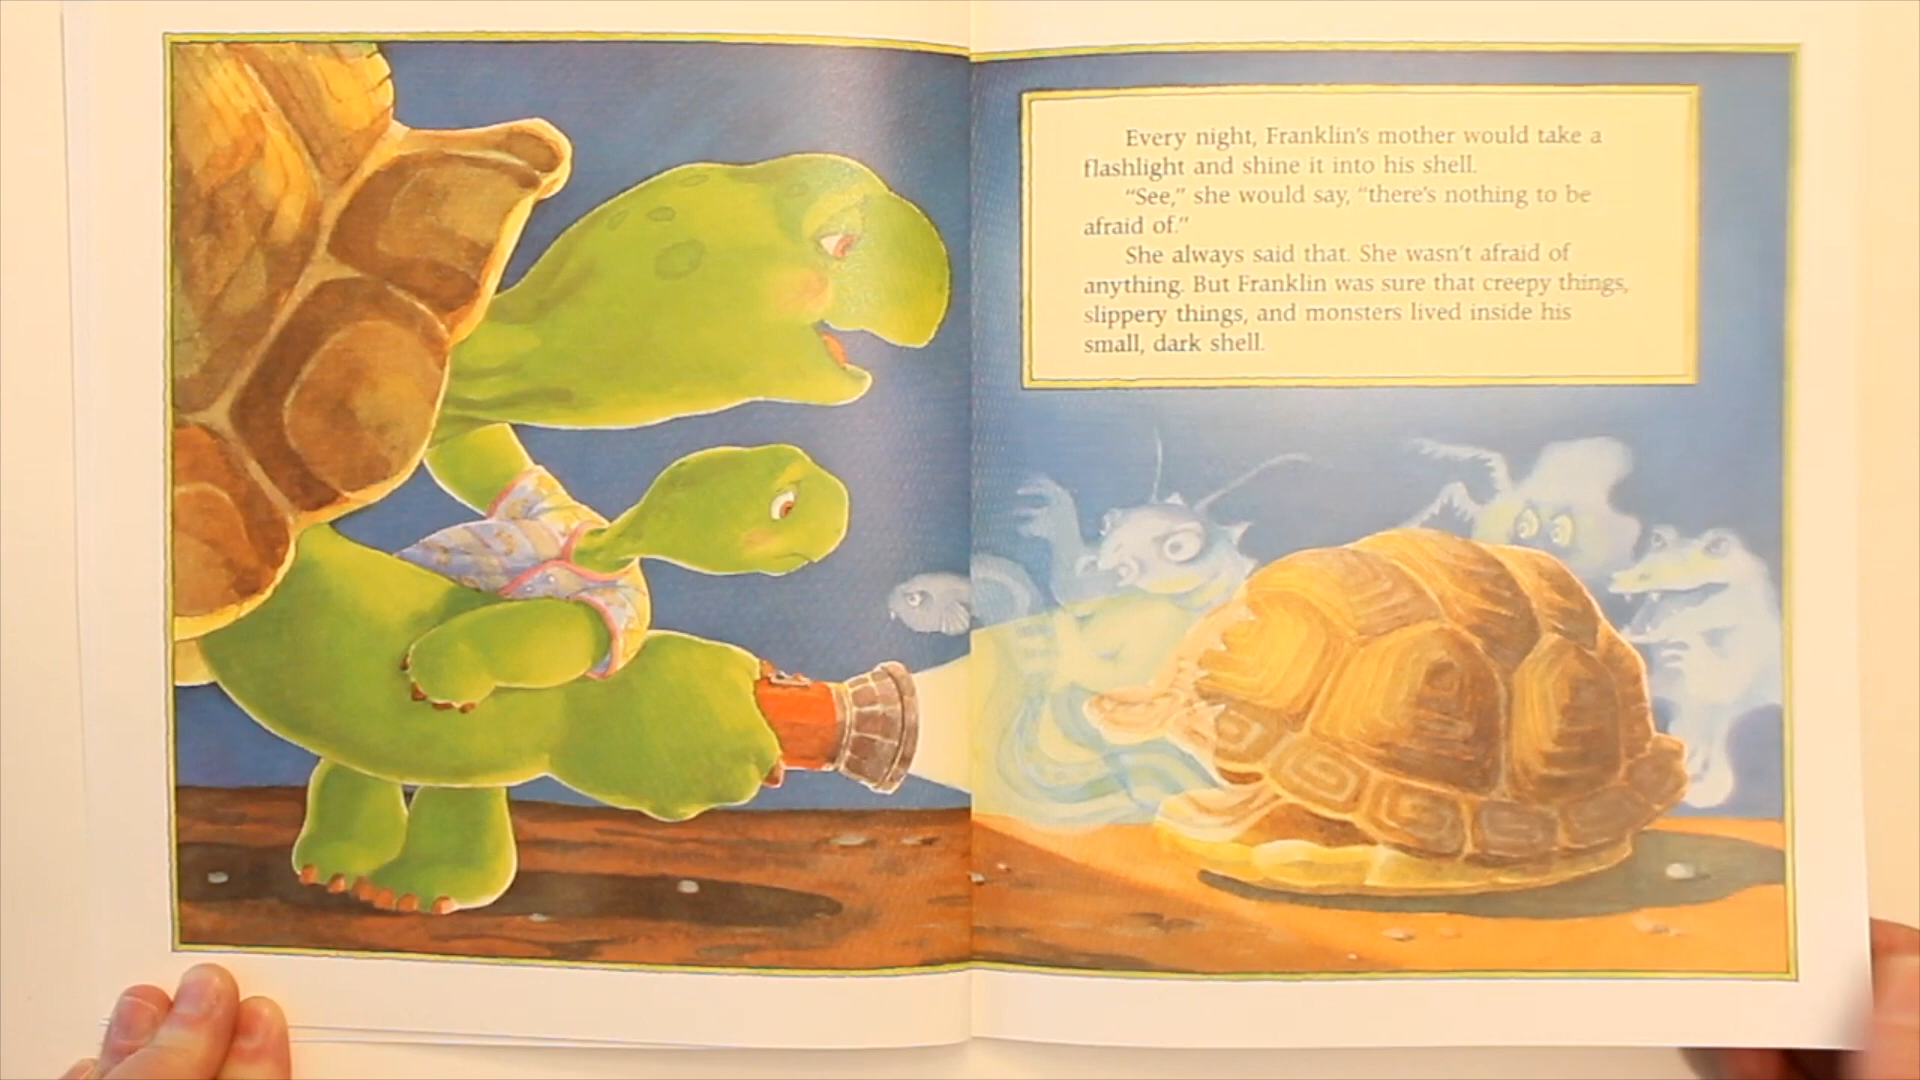 Every night, Franklin's mother would take a
flashlight and shine it into his shell.
"See," she would say, "there's nothing to be
afraid of."
She always said that. She wasn't afraid of
anything. But Franklin was sure that creepy things,
slippery things, and monsters lived inside his
small, dark shell.